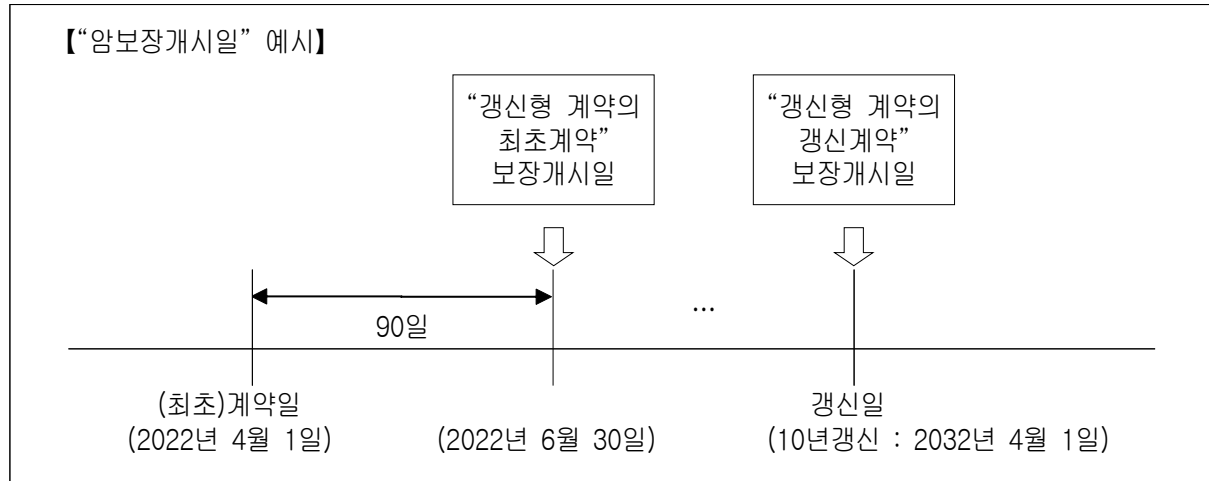 【“암보장개시일” 예시】
“갱신형 계약의
최초계약”
보장개시일
“갱신형 계약의
갱신계약”
보장개시일
90일
...
(최초)계약일
(2022년 4월 1일)
(2022년 6월 30일)
갱신일
(10년갱신 : 2032년 4월 1일)